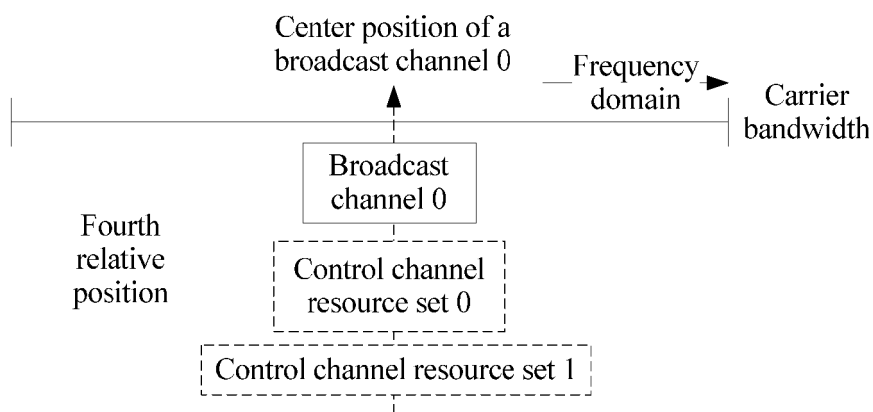 Center position of a
broadcast channel 0
Frequency
domain
Carrier
bandwidth
Broadcast
channel 0
Fourth
relative
position
Control channel
resource set 0
Control channel resource set 1